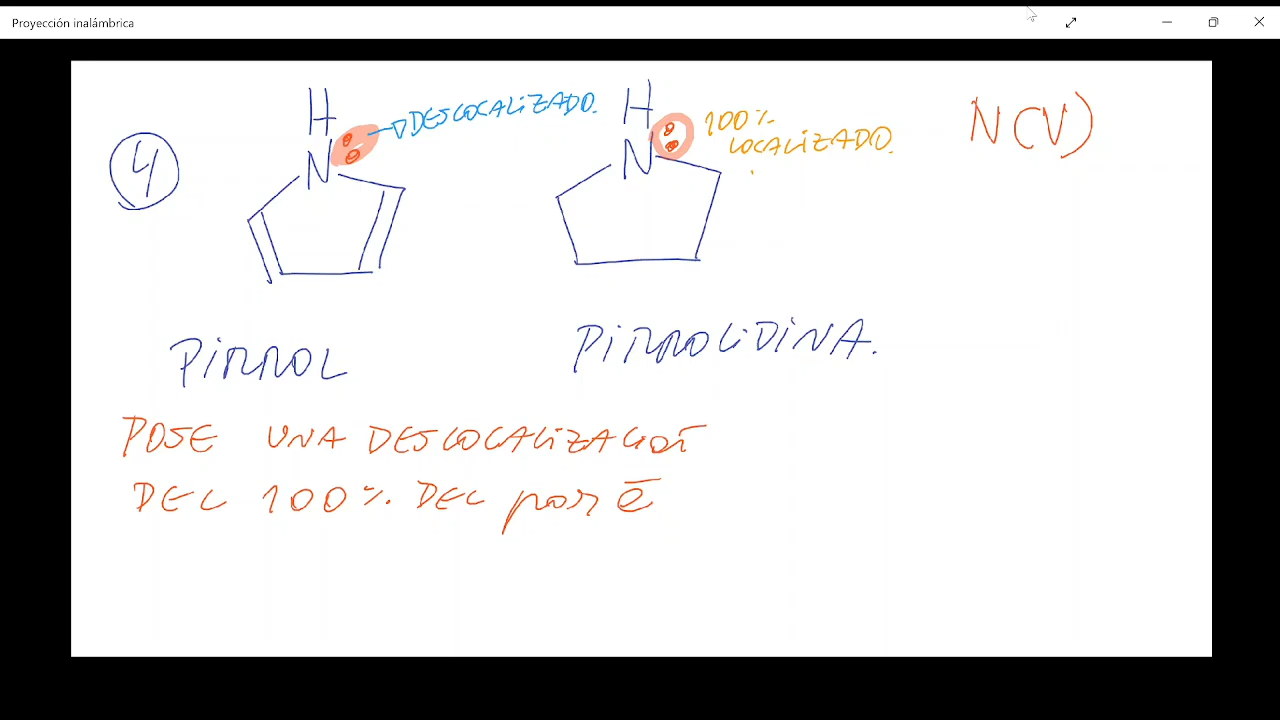 Proyección inalámbrica
4
H
N
DESLOCALIZADO.
H
N
100%
LOCALIZADO.
N(V)
PIRROL
PIRROLIDINA.
POSE UNA DESLOCALIZACIÓN
DEL 100% DEL par ē